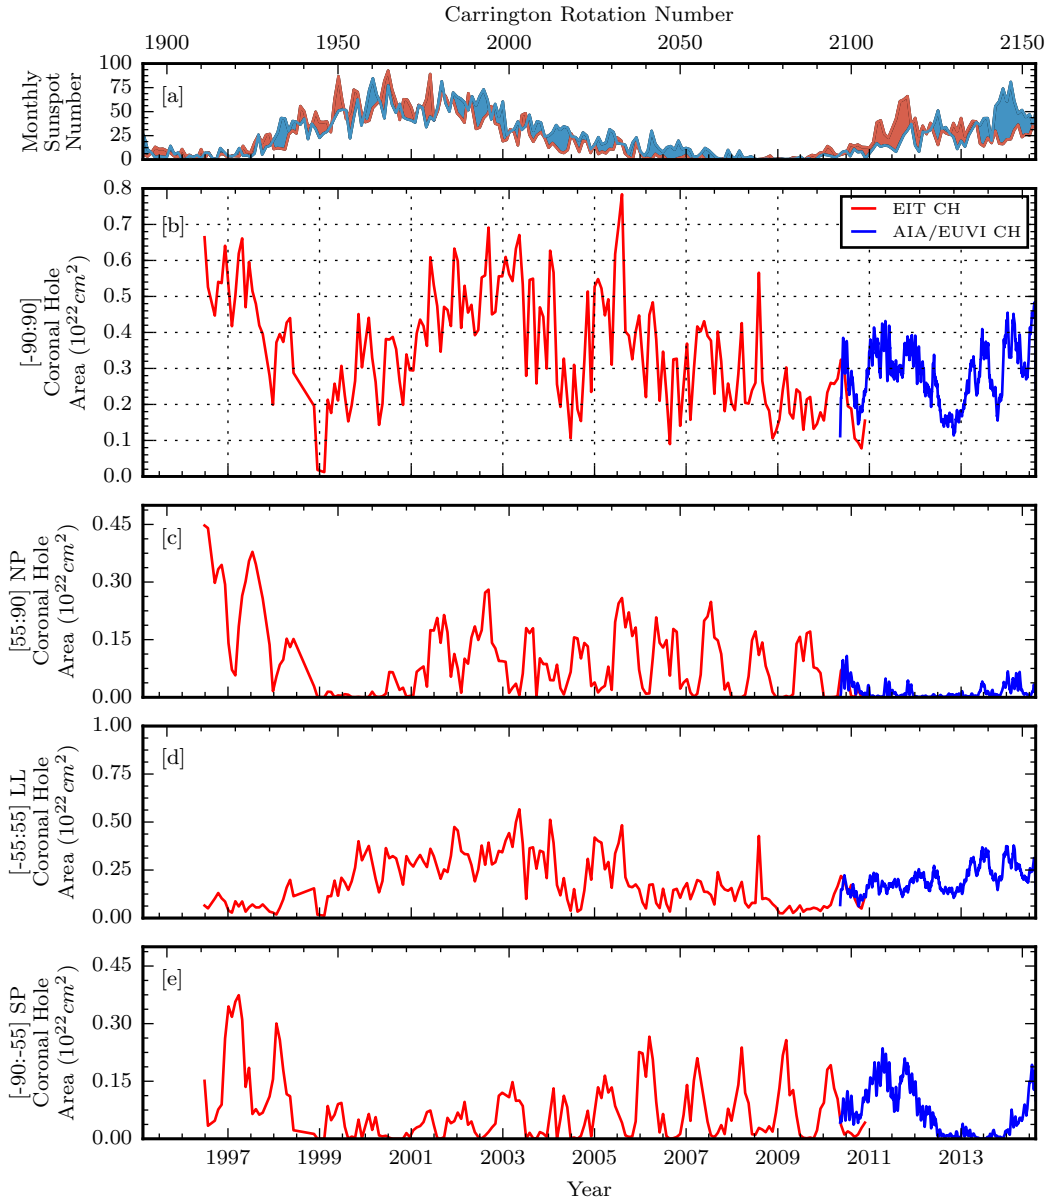 Carrington Rotation Number
1900 1950 2000 2050 2100 2150
Monthly
Sunspot
Number
100
75
50
25
0
[a]
[-90:90]
Coronal Hole
Area (10^22 cm^2)
0.8
0.7
0.6
0.5
0.4
0.3
0.2
0.1
0.0
[b]
EIT CH
AIA/EUVI CH
[55:90] NP
Coronal Hole
Area (10^22 cm^2)
0.45
0.30
0.15
0.00
[c]
[-55:55] LL
Coronal Hole
Area (10^22 cm^2)
1.00
0.75
0.50
0.25
0.00
[d]
[-90:-55] SP
Coronal Hole
Area (10^22 cm^2)
0.45
0.30
0.15
0.00
[e]
1997 1999 2001 2003 2005 2007 2009 2011 2013
Year